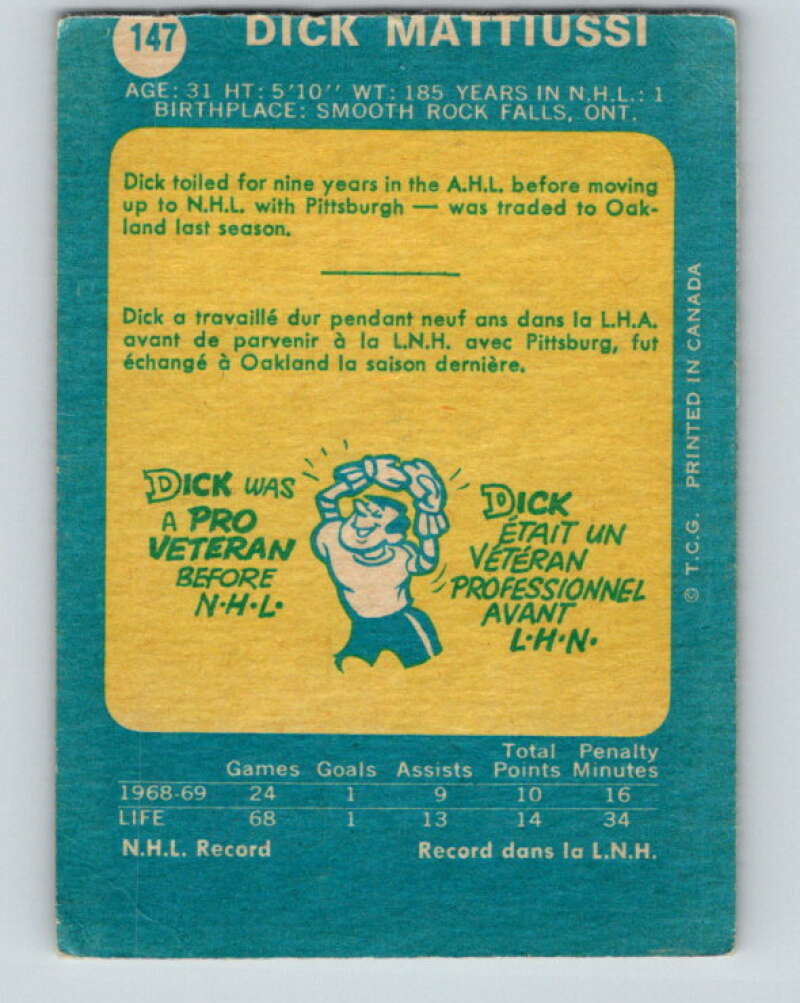 147 DICK MATTIUSSI
AGE: 31 HT: 5'10'' WT: 185 YEARS IN N.H.L.: 1
BIRTHPLACE: SMOOTH ROCK FALLS, ONT.
Dick toiled for nine years in the A.H.L. before moving
up to N.H.L. with Pittsburgh — was traded to Oak-
land last season.
Dick a travaillé dur pendant neuf ans dans la L.H.A.
avant de parvenir à la L.N.H. avec Pittsburg, fut
échangé à Oakland la saison dernière.
DICK WAS
A PRO
VETERAN
BEFORE
N·H·L·
DICK
ÉTAIT UN
VÉTÉRAN
PROFESSIONNEL
AVANT
L·H·N·
© T.C.G. PRINTED IN CANADA
Total Penalty
Games Goals Assists Points Minutes
1968-69 24 1 9 10 16
LIFE 68 1 13 14 34
N.H.L. Record Record dans la L.N.H.